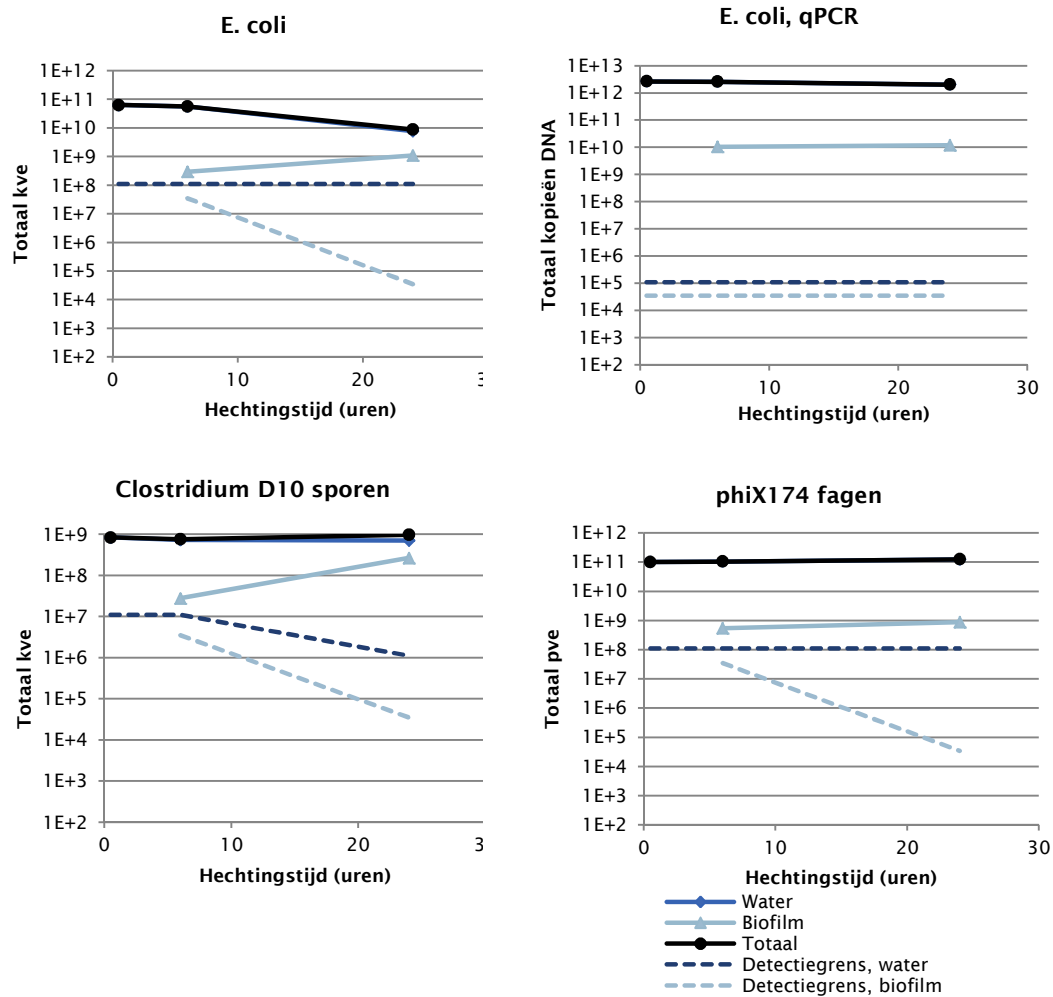 E. coli
1E+12
1E+11
1E+10
1E+9
1E+8
1E+7
1E+6
1E+5
1E+4
1E+3
1E+2
Totaal kve
0 10 20
Hechtingstijd (uren)
E. coli, qPCR
1E+13
1E+12
1E+11
1E+10
1E+9
1E+8
1E+7
1E+6
1E+5
1E+4
1E+3
1E+2
Totaal kopieën DNA
0 10 20 30
Hechtingstijd (uren)
Clostridium D10 sporen
1E+9
1E+8
1E+7
1E+6
1E+5
1E+4
1E+3
1E+2
Totaal kve
0 10 20
Hechtingstijd (uren)
phiX174 fagen
1E+12
1E+11
1E+10
1E+9
1E+8
1E+7
1E+6
1E+5
1E+4
1E+3
1E+2
Totaal pve
0 10 20 30
Hechtingstijd (uren)
Water
Biofilm
Totaal
Detectiegrens, water
Detectiegrens, biofilm